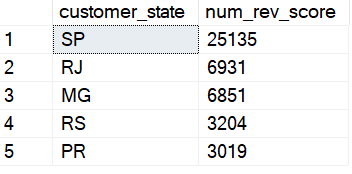 customer_state num_rev_score
1 SP 25135
2 RJ 6931
3 MG 6851
4 RS 3204
5 PR 3019